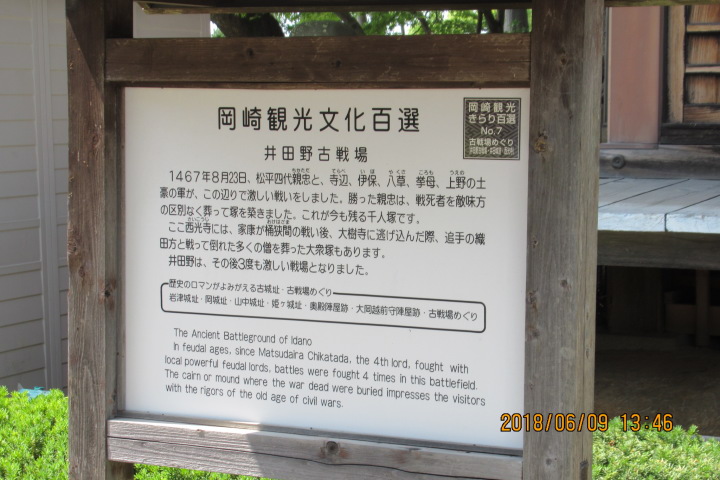 岡崎観光文化百選
岡崎観光
きらり百選
No.7
古戦場めぐり
井田野古戦場
1467年8月23日、松平四代親忠と、寺辺、伊保、八草、挙母、上野の土
豪の軍が、この辺りで激しい戦いをしました。勝った親忠は、戦死者を敵味方
の区別なく葬って塚を築きました。これが今も残る千人塚です。
ここ西光寺には、家康が桶狭間の戦い後、大樹寺に逃げ込んだ際、追手の織
田方と戦って倒れた多くの僧を葬った大衆塚もあります。
井田野は、その後3度も激しい戦場となりました。
歴史のロマンがよみがえる古城址・古戦場めぐり
岩津城址・阿城址・山中城址・姫ヶ城址・奥殿陣屋跡・大岡越前守陣屋跡・古戦場めぐり
The Ancient Battleground of Idano
In feudal ages, since Matsudaira Chikatada, the 4th lord, fought with
local powerful feudal lords, battles were fought 4 times in this battlefield.
The cairn or mound where the war dead were buried impresses the visitors
with the rigors of the old age of civil wars.
2018/06/09 13:46